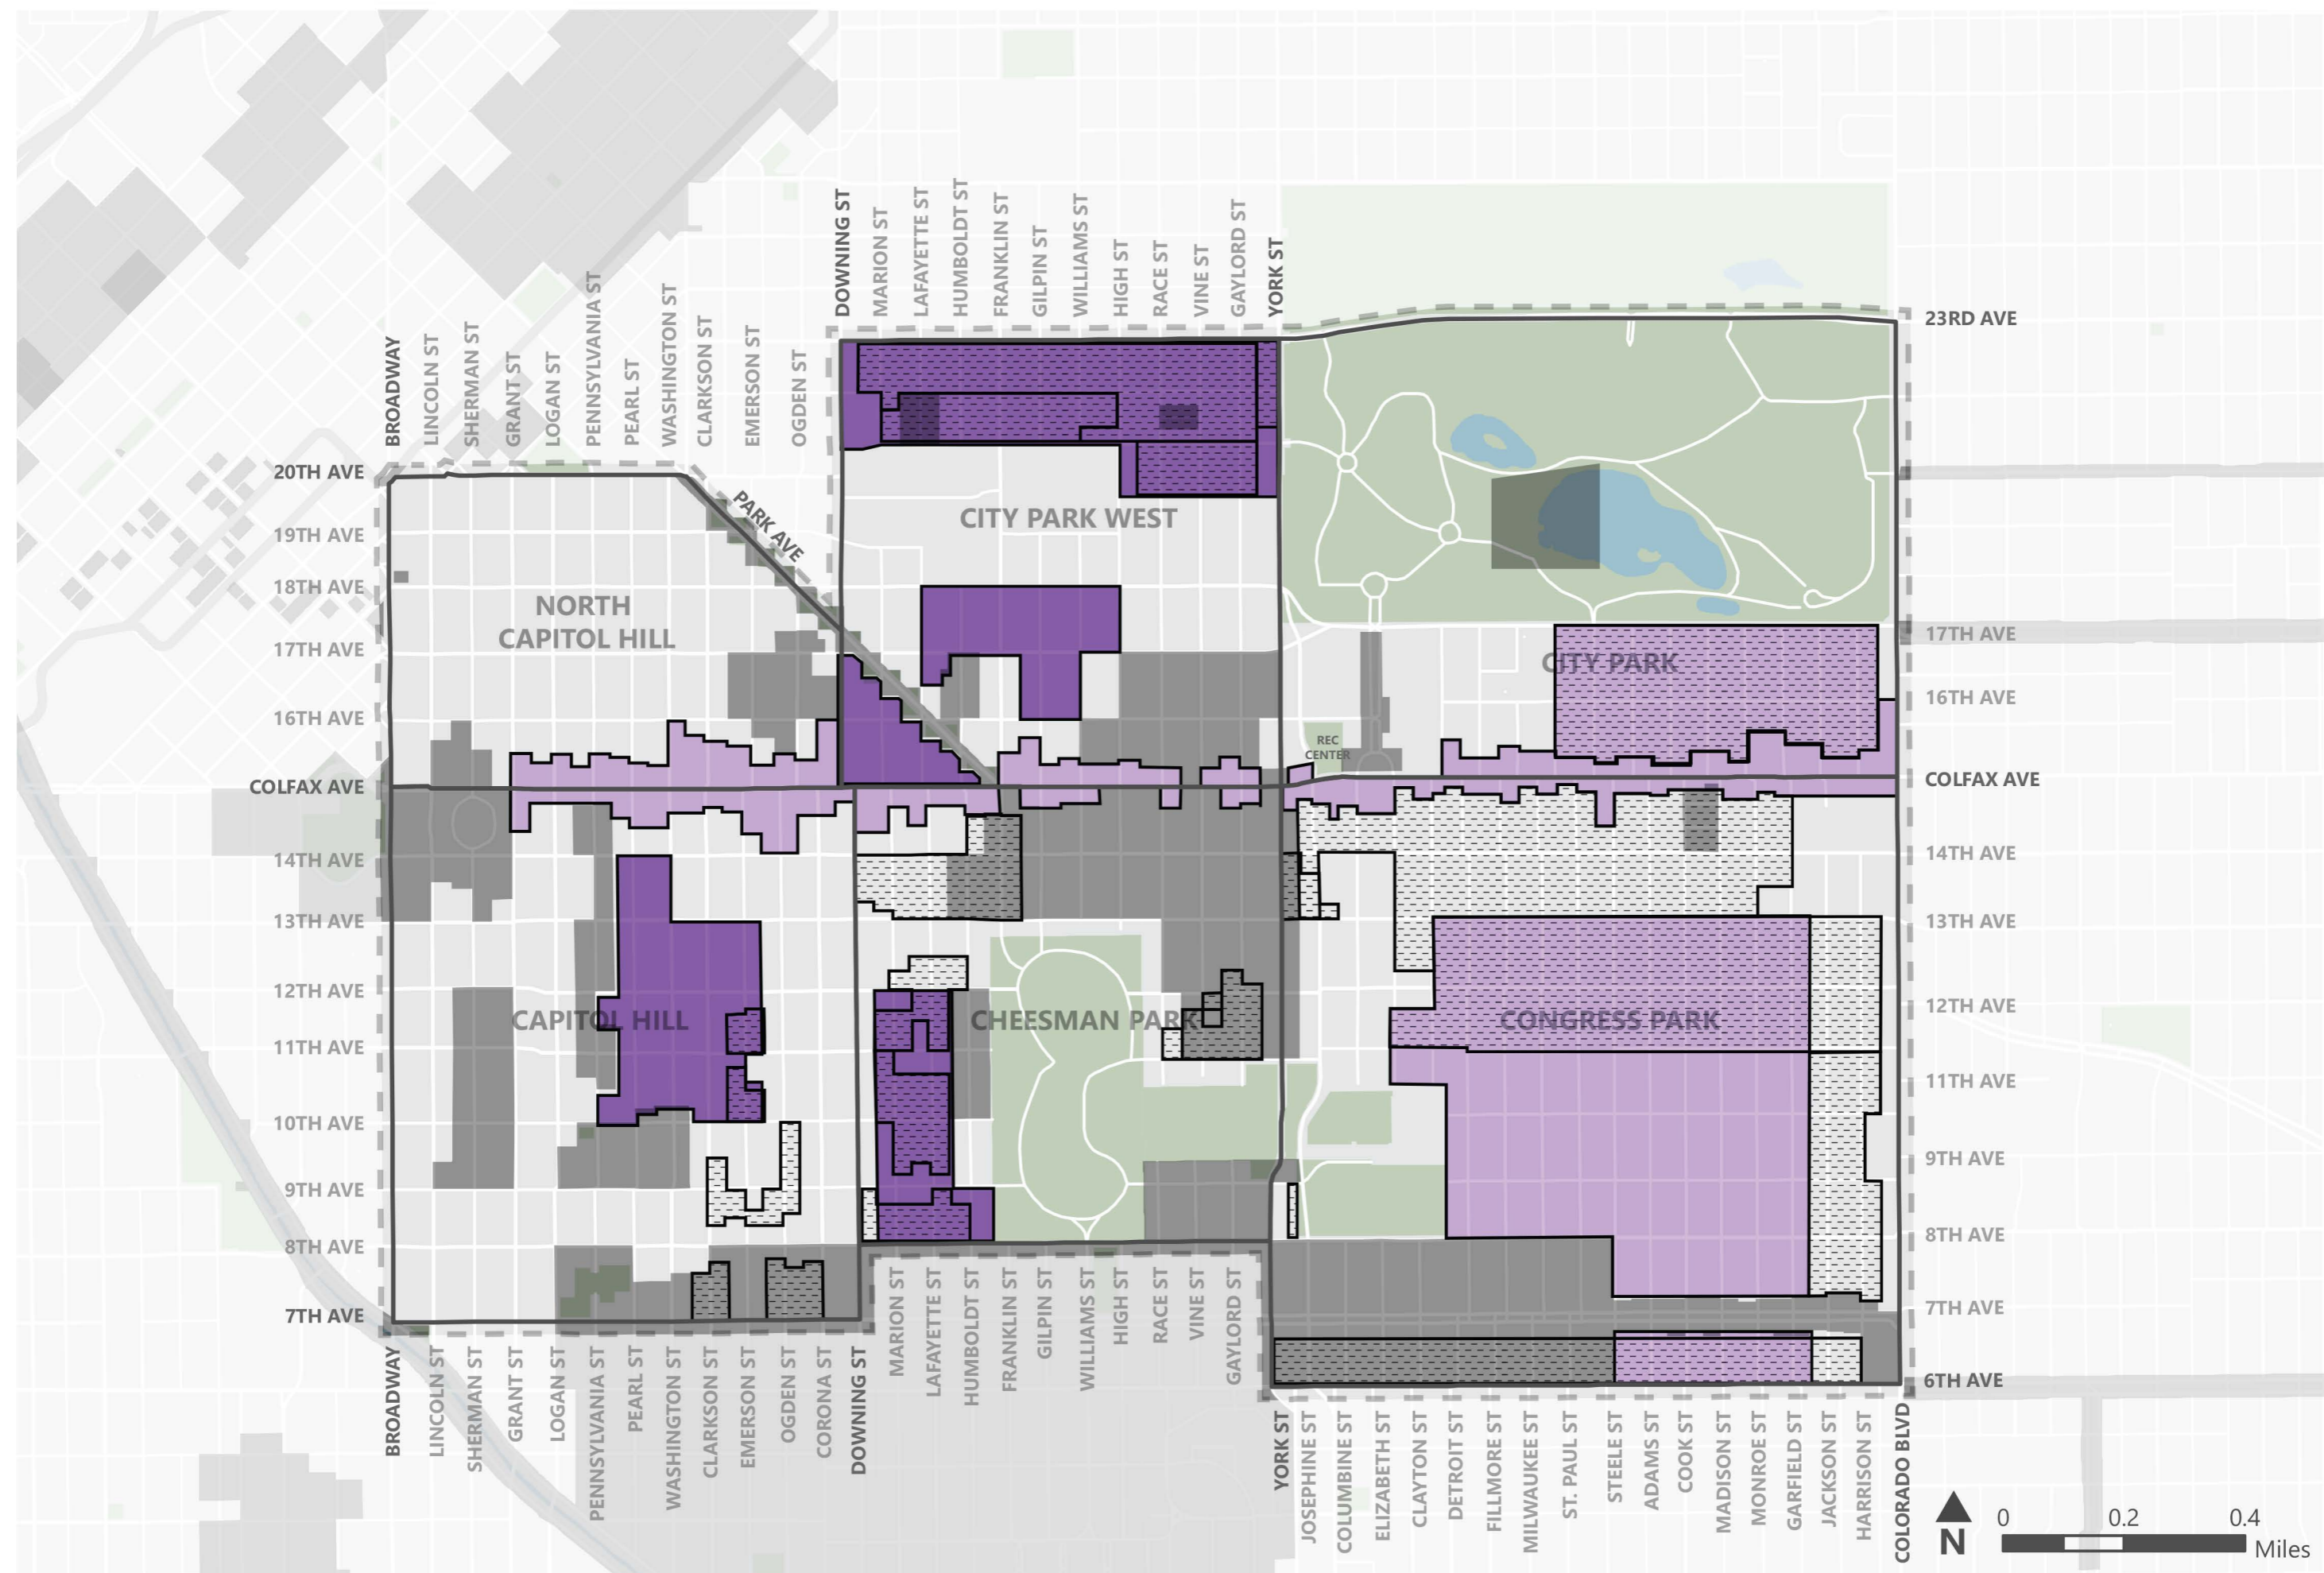 DOWNING ST
MARION ST
LAFAYETTE ST
HUMBOLDT ST
FRANKLIN ST
GILPIN ST
WILLIAMS ST
HIGH ST
RACE ST
VINE ST
GAYLORD ST
YORK ST
BROADWAY
LINCOLN ST
SHERMAN ST
GRANT ST
LOGAN ST
PENNSYLVANIA ST
PEARL ST
WASHINGTON ST
CLARKSON ST
EMERSON ST
OGDEN ST
PARK AVE
20TH AVE
19TH AVE
18TH AVE
17TH AVE
16TH AVE
COLFAX AVE
14TH AVE
13TH AVE
12TH AVE
11TH AVE
10TH AVE
9TH AVE
8TH AVE
7TH AVE
23RD AVE
17TH AVE
16TH AVE
COLFAX AVE
14TH AVE
13TH AVE
12TH AVE
11TH AVE
9TH AVE
8TH AVE
7TH AVE
6TH AVE
CITY PARK WEST
NORTH
CAPITOL HILL
CITY PARK
REC
CENTER
CAPITOL HILL
CHEESMAN PARK
CONGRESS PARK
BROADWAY
LINCOLN ST
SHERMAN ST
GRANT ST
LOGAN ST
PENNSYLVANIA ST
PEARL ST
WASHINGTON ST
CLARKSON ST
EMERSON ST
OGDEN ST
CORONA ST
DOWNING ST
MARION ST
LAFAYETTE ST
HUMBOLDT ST
FRANKLIN ST
GILPIN ST
WILLIAMS ST
HIGH ST
RACE ST
VINE ST
GAYLORD ST
YORK ST
JOSEPHINE ST
COLUMBINE ST
ELIZABETH ST
CLAYTON ST
DETROIT ST
FILLMORE ST
MILWAUKEE ST
ST. PAUL ST
STEELE ST
ADAMS ST
COOK ST
MADISON ST
MONROE ST
GARFIELD ST
JACKSON ST
HARRISON ST
COLORADO BLVD
N
0 0.2 0.4
Miles